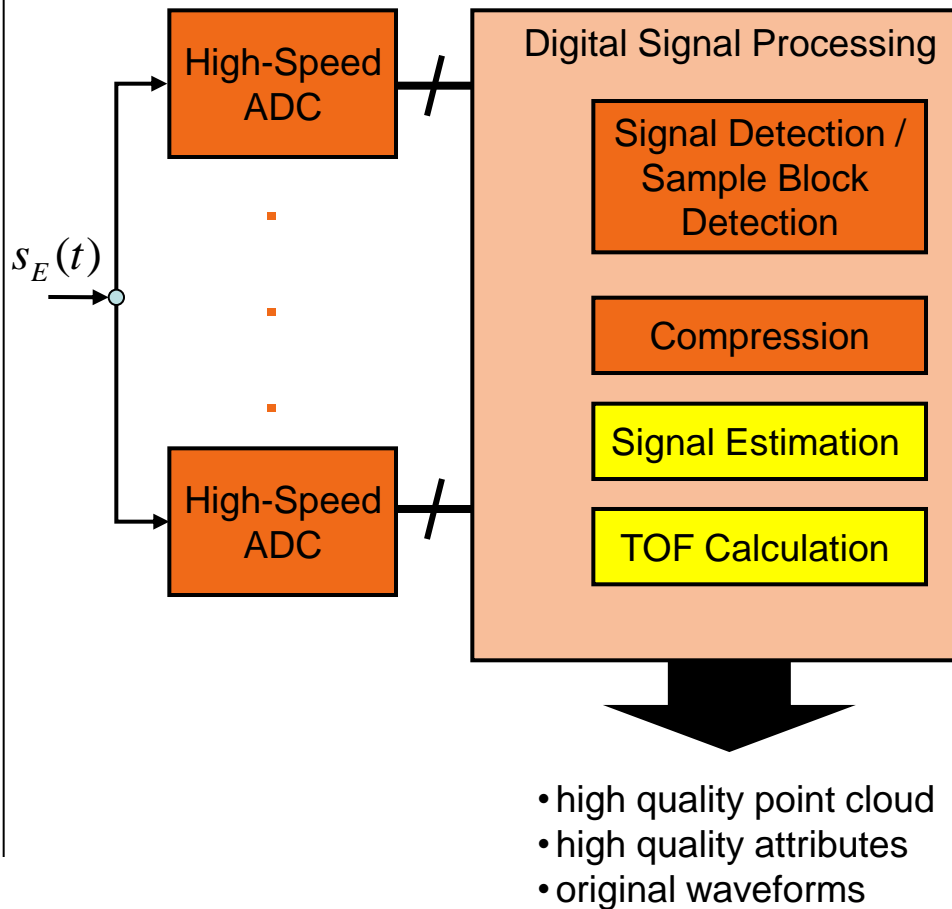 High-Speed
ADC
Digital Signal Processing
Signal Detection /
Sample Block
Detection
s_E(t)
Compression
Signal Estimation
High-Speed
ADC
TOF Calculation
•high quality point cloud
•high quality attributes
•original waveforms